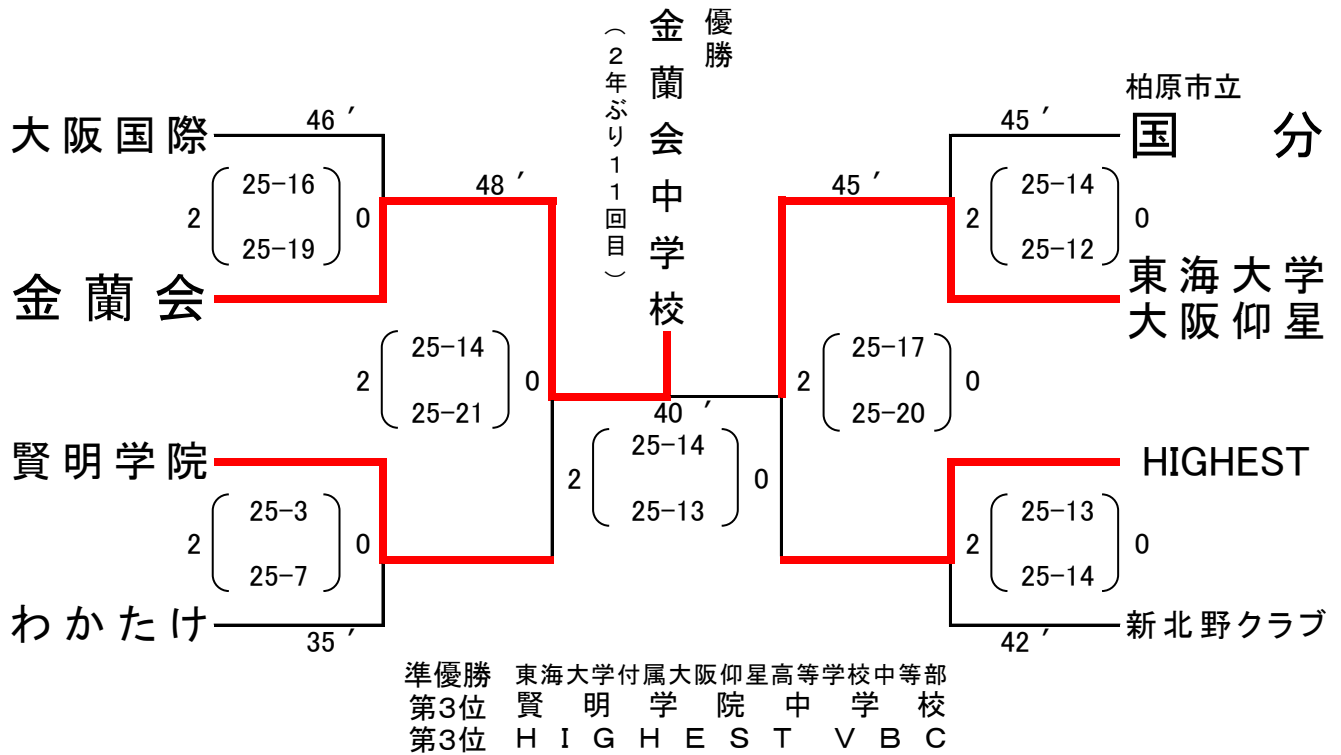 優勝
金蘭会中学校
（２年ぶり１１回目）
大阪国際
46 ′
2
25-16
25-19
0
金蘭会
48 ′
2
25-14
25-21
0
賢明学院
2
25-3
25-7
0
わかたけ
35 ′
40 ′
2
25-14
25-13
0
柏原市立
国分
45 ′
2
25-14
25-12
0
東海大学
大阪仰星
45 ′
2
25-17
25-20
0
HIGHEST
2
25-13
25-14
0
新北野クラブ
42 ′
準優勝 東海大学付属大阪仰星高等学校中等部
第3位 賢明学院中学校
第3位 ＨＩＧＨＥＳＴ ＶＢＣ